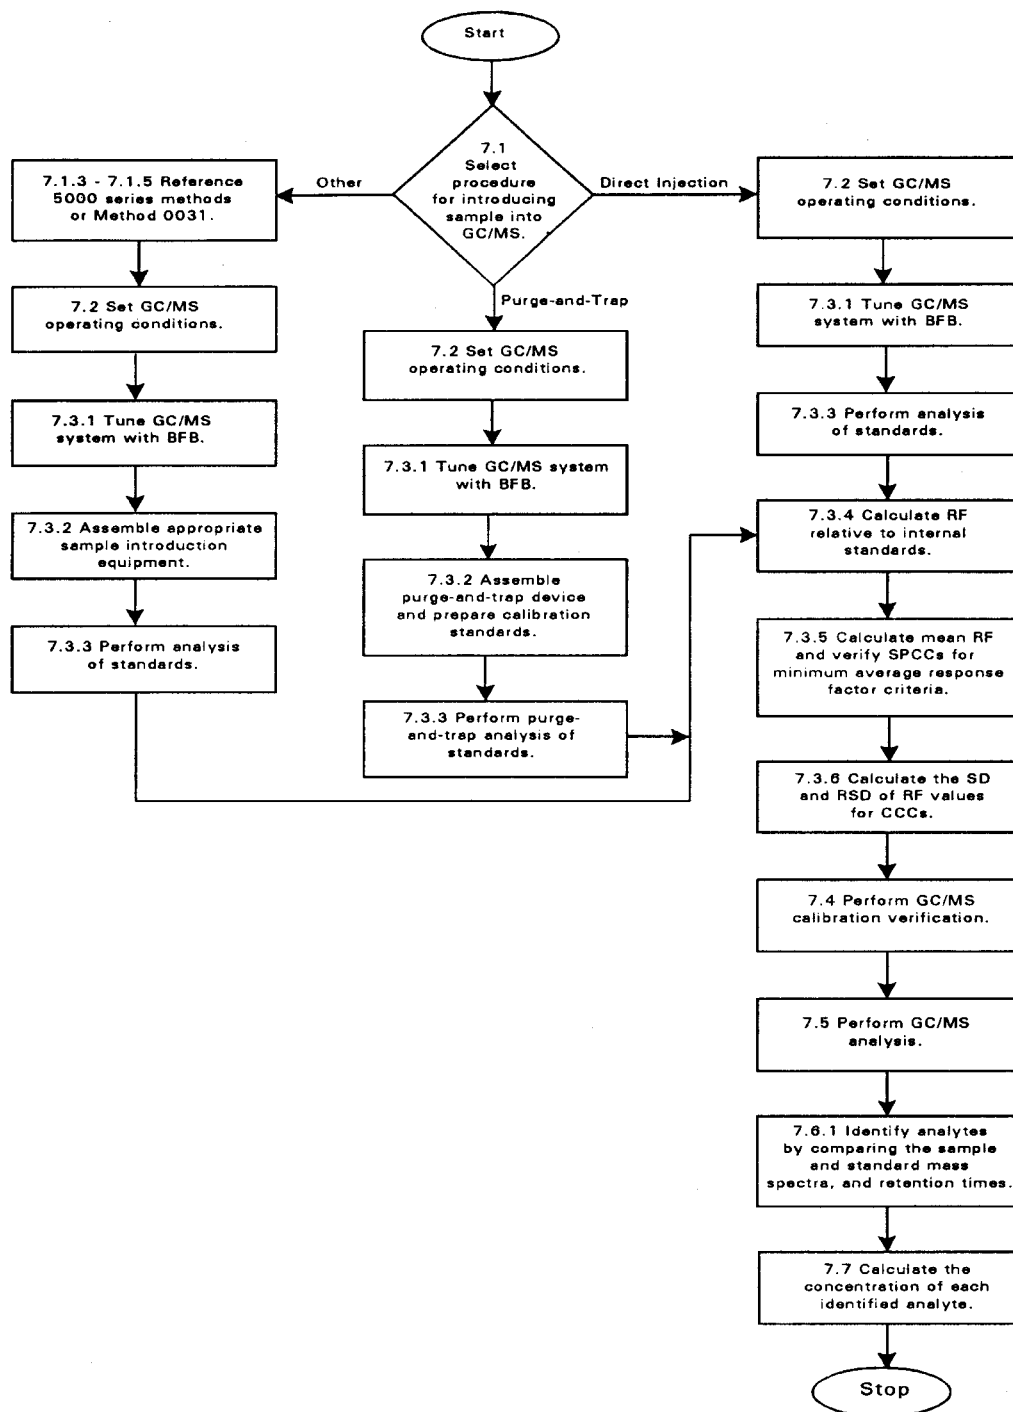 Start
7.1
Select
procedure
for introducing
sample into
GC/MS.
Other
Direct Injection
Purge-and-Trap
7.1.3 - 7.1.5 Reference
5000 series methods
or Method 0031.
7.2 Set GC/MS
operating conditions.
7.3.1 Tune GC/MS
system with BFB.
7.3.2 Assemble appropriate
sample introduction
equipment.
7.3.3 Perform analysis
of standards.
7.2 Set GC/MS
operating conditions.
7.3.1 Tune GC/MS system
with BFB.
7.3.2 Assemble
purge-and-trap device
and prepare calibration
standards.
7.3.3 Perform purge-
and-trap analysis of
standards.
7.2 Set GC/MS
operating conditions.
7.3.1 Tune GC/MS
system with BFB.
7.3.3 Perform analysis
of standards.
7.3.4 Calculate RF
relative to internal
standards.
7.3.5 Calculate mean RF
and verify SPCCs for
minimum average response
factor criteria.
7.3.6 Calculate the SD
and RSD of RF values
for CCCs.
7.4 Perform GC/MS
calibration verification.
7.5 Perform GC/MS
analysis.
7.6.1 Identify analytes
by comparing the sample
and standard mass
spectra, and retention times.
7.7 Calculate the
concentration of each
identified analyte.
Stop